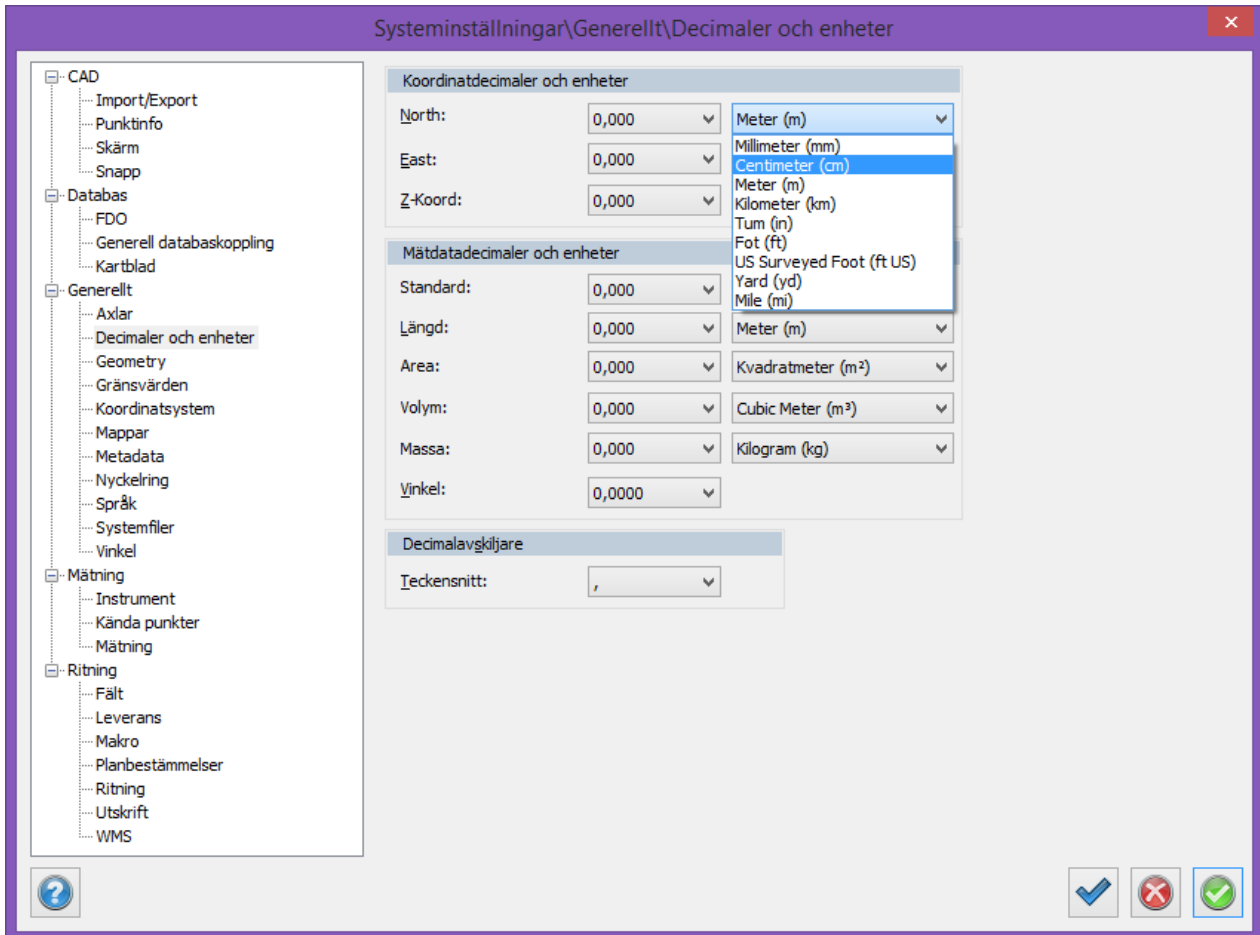 Systeminställningar\Generellt\Decimaler och enheter
CAD
Import/Export
Punktinfo
Skärm
Snapp
Databas
FDO
Generell databaskoppling
Kartblad
Generellt
Axlar
Decimaler och enheter
Geometry
Gränsvärden
Koordinatsystem
Mappar
Metadata
Nyckelring
Språk
Systemfiler
Vinkel
Mätning
Instrument
Kända punkter
Mätning
Ritning
Fält
Leverans
Makro
Planbestämmelser
Ritning
Utskrift
WMS
Koordinatdecimaler och enheter
North: 0,000 Meter (m)
East: 0,000
Z-Koord: 0,000
Millimeter (mm)
Centimeter (cm)
Meter (m)
Kilometer (km)
Tum (in)
Fot (ft)
US Surveyed Foot (ft US)
Yard (yd)
Mile (mi)
Mätdatadecimaler och enheter
Standard: 0,000
Längd: 0,000 Meter (m)
Area: 0,000 Kvadratmeter (m²)
Volym: 0,000 Cubic Meter (m³)
Massa: 0,000 Kilogram (kg)
Vinkel: 0,0000
Decimalavskiljare
Teckensnitt: ,